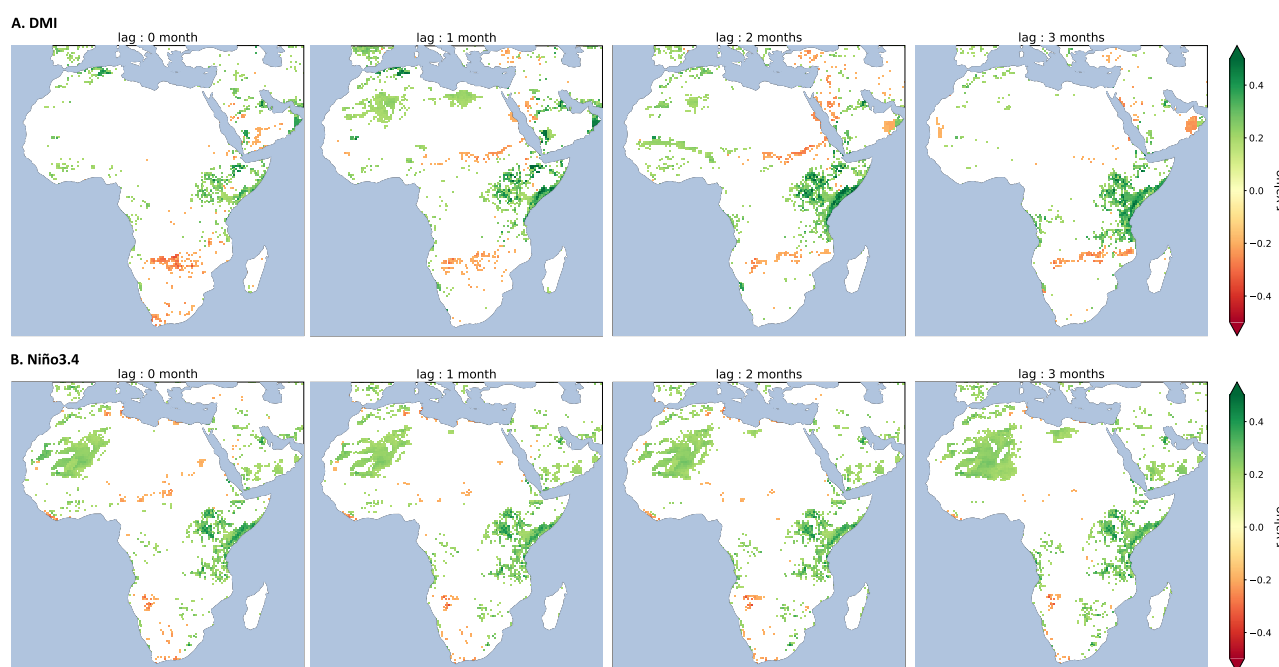 A. DMI
lag : 0 month
lag : 1 month
lag : 2 months
lag : 3 months
0.4
0.2
0.0
−0.2
−0.4
B. Niño3.4
lag : 0 month
lag : 1 month
lag : 2 months
lag : 3 months
0.4
0.2
0.0
−0.2
−0.4